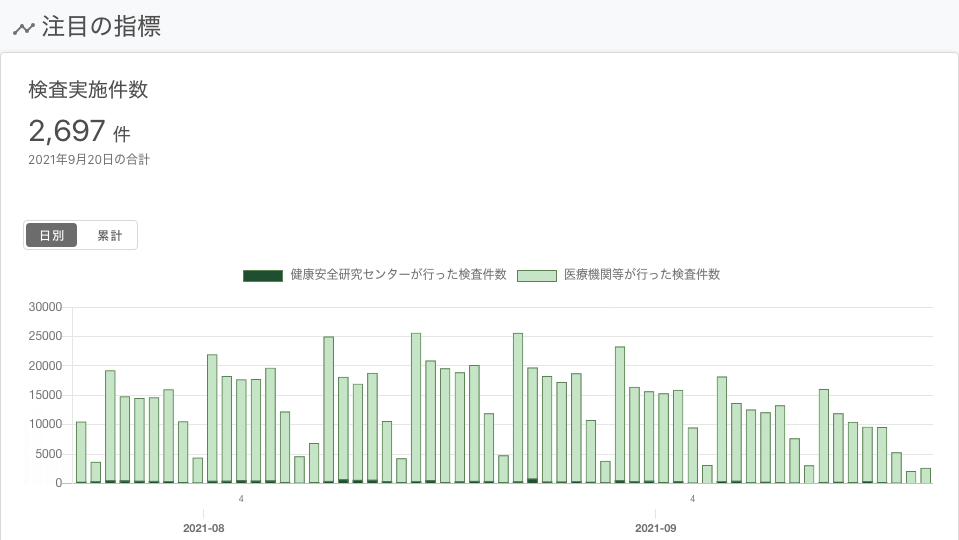 注目の指標
検査実施件数
2,697 件
2021年9月20日の合計
日別 累計
健康安全研究センターが行った検査件数 医療機関等が行った検査件数
30000
25000
20000
15000
10000
5000
0
4 4
2021-08 2021-09